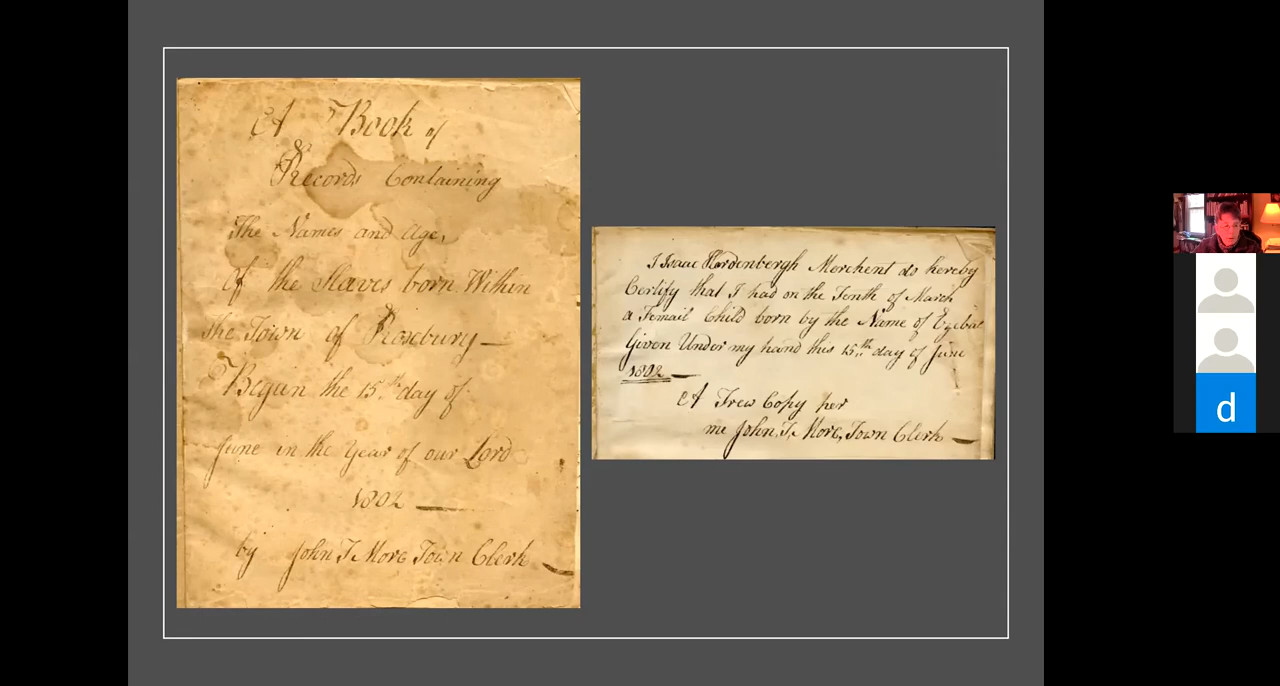 A Book of
Records Containing
The Names and Age,
of the Slaves born Within
the Town of Roxbury—
Begun the 15th day of
June in the Year of our Lord
1802 —
by John T. More Town Clerk —
I Isaac Hardenbergh Merchent do hereby
Certify that I had on the Tenth of March
a Femail Child born by the Name of
Given Under my hand this 15th day of June
1802 —
A Trew Copy per
me John, T, More, Town Clerk —
d